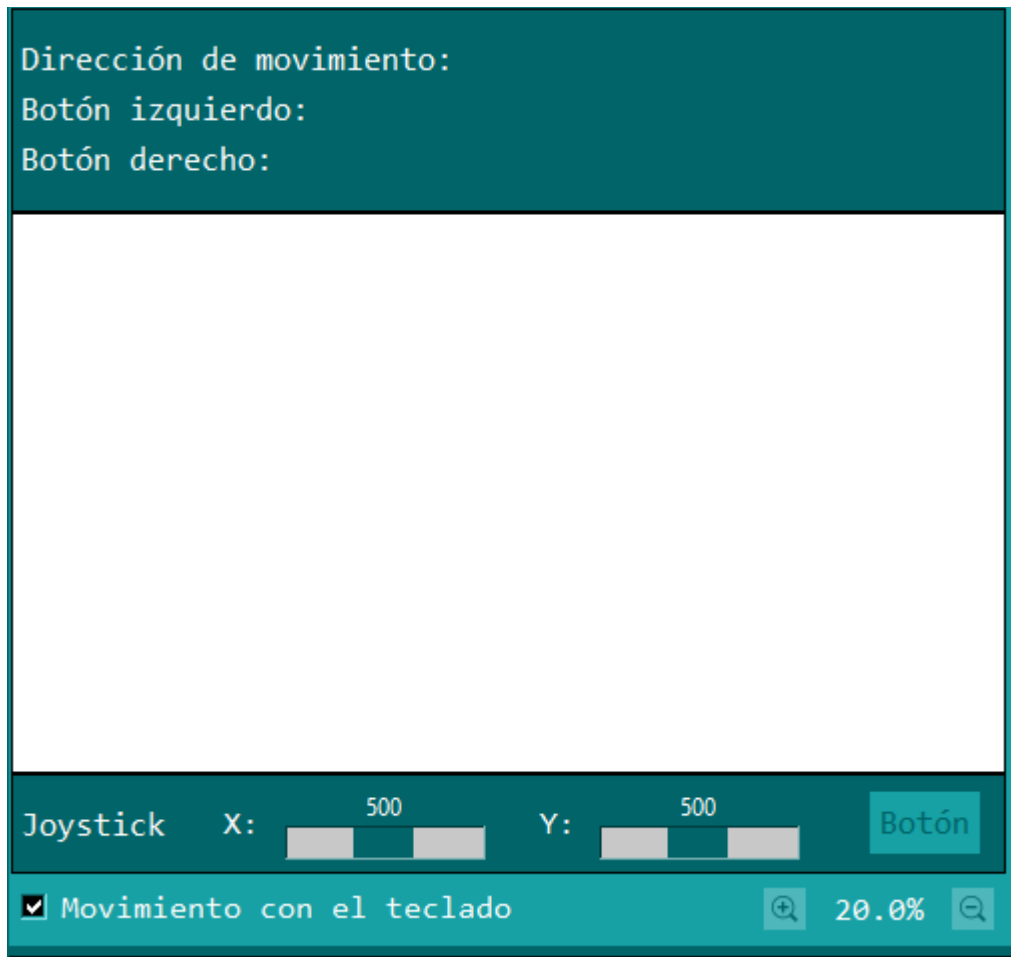 Dirección de movimiento:
Botón izquierdo:
Botón derecho:
Joystick X: 500 Y: 500 Botón
Movimiento con el teclado 20.0%